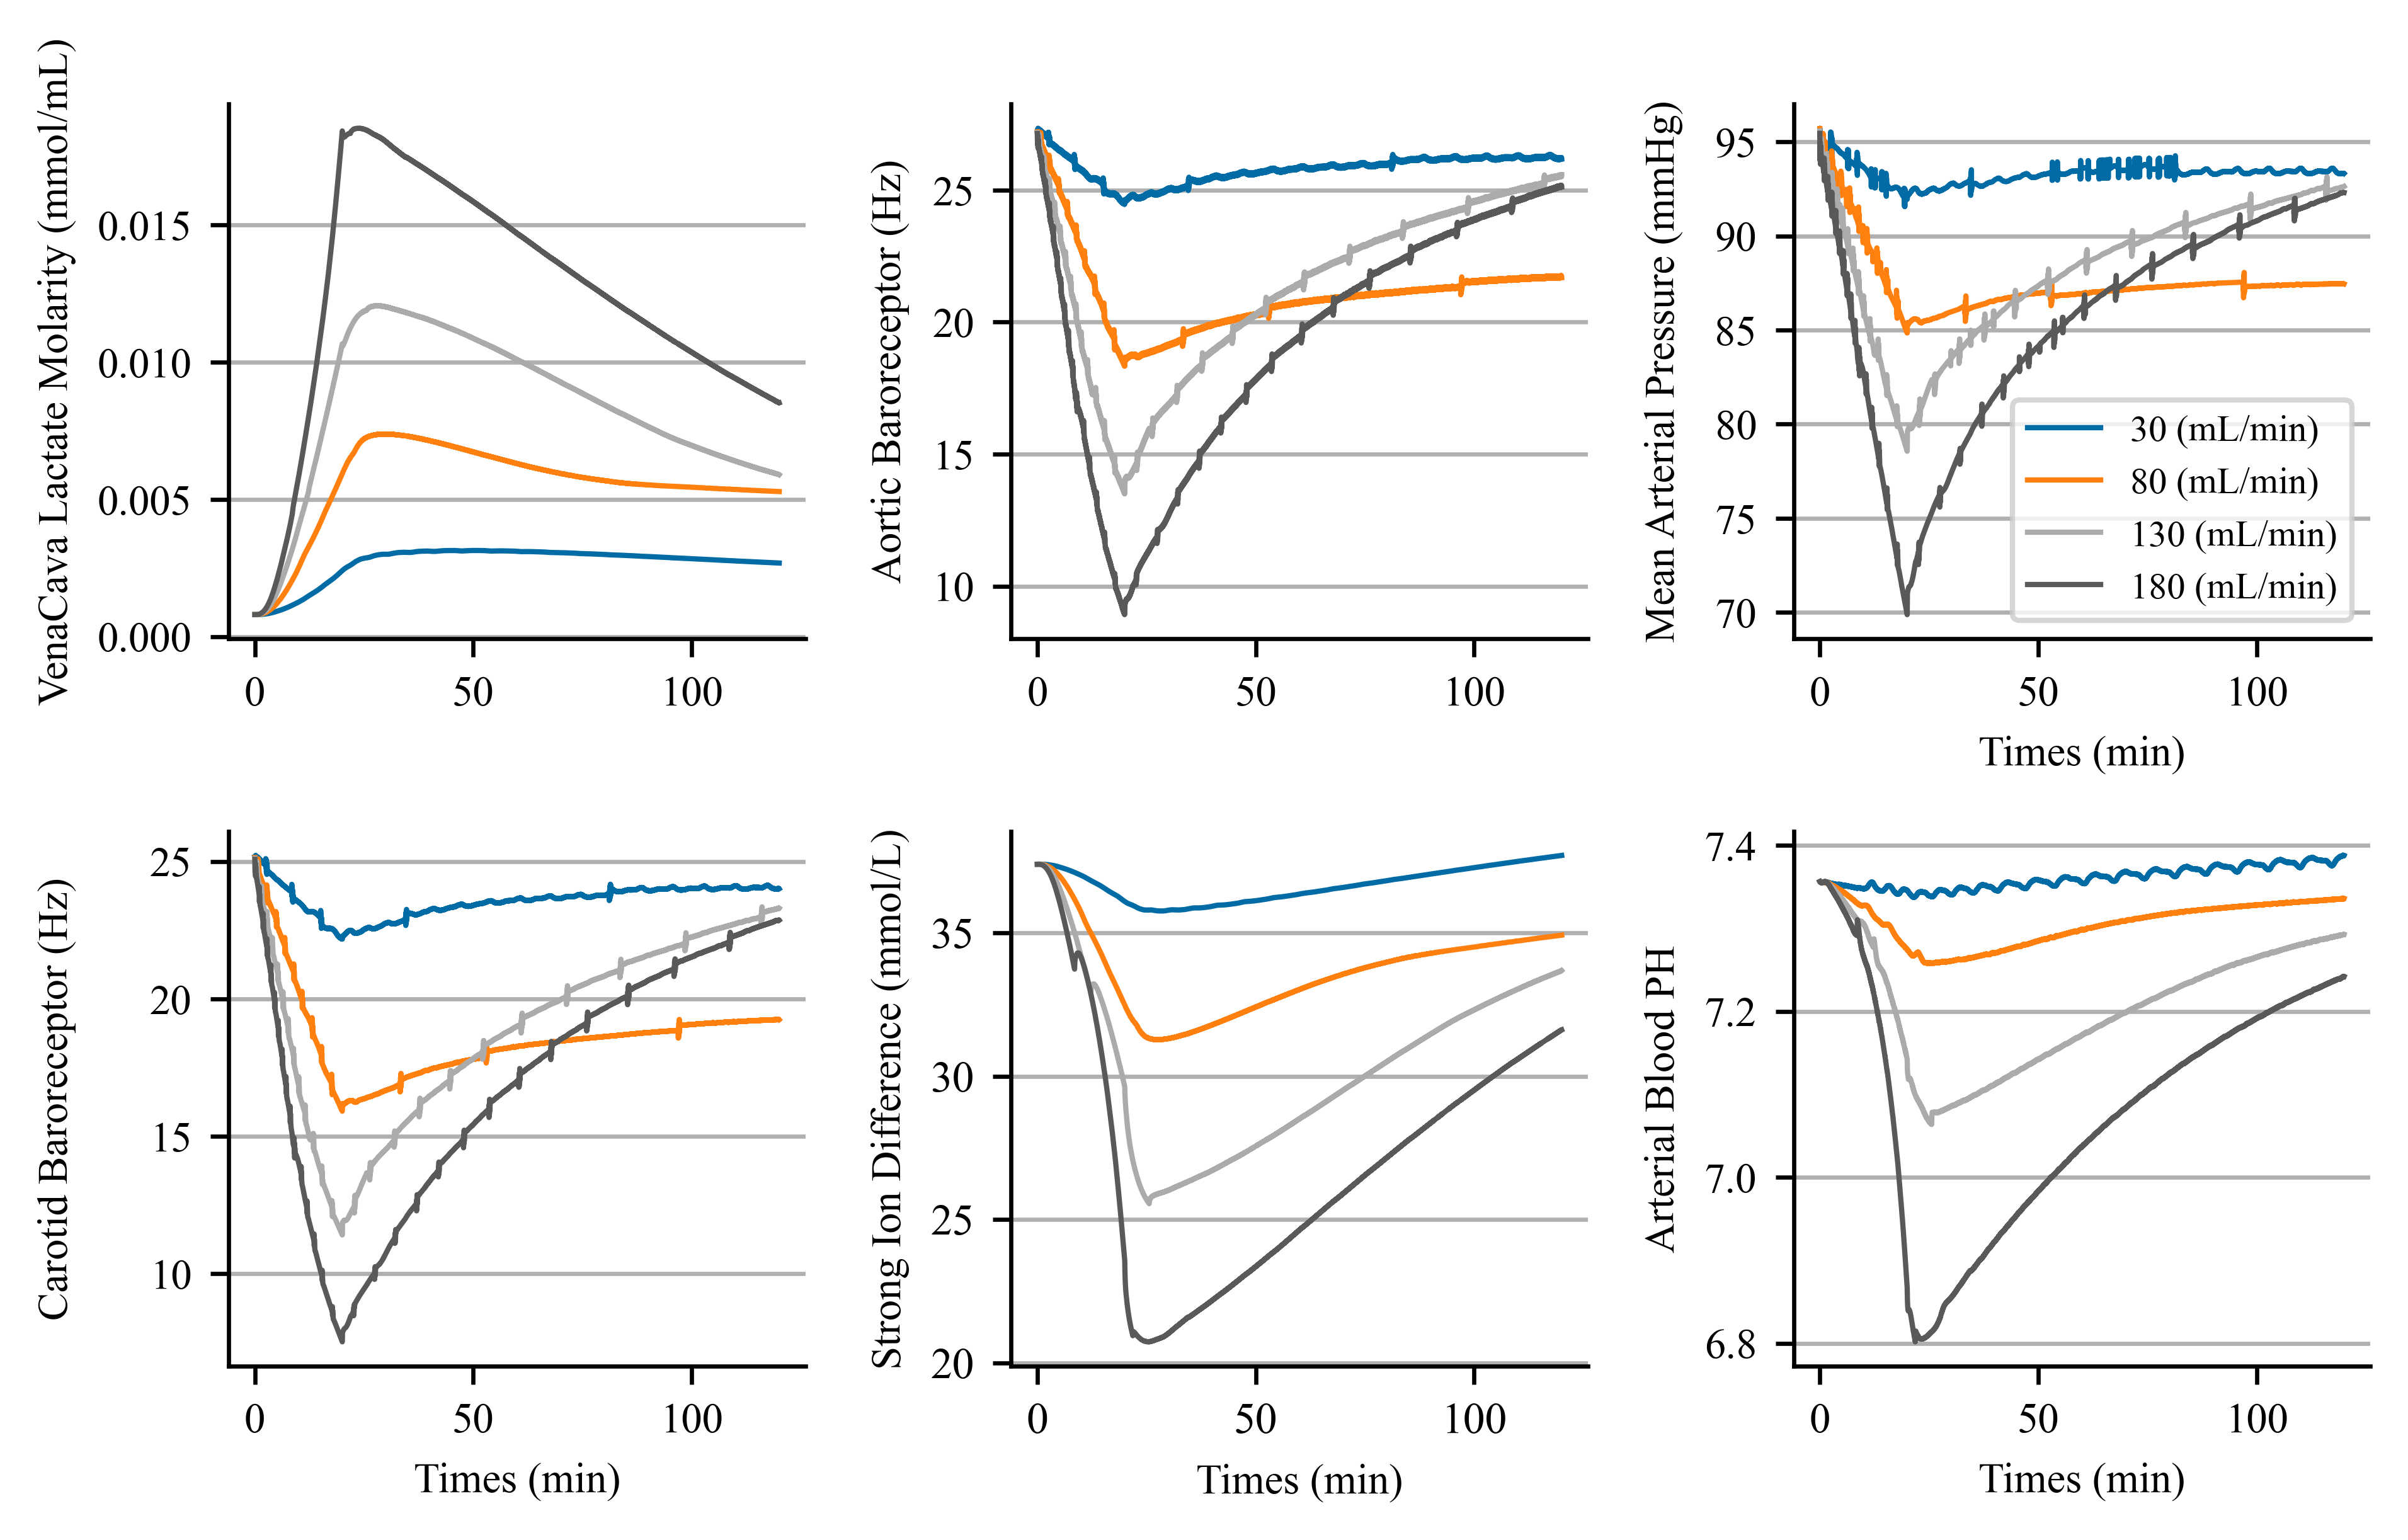 VenaCava Lactate Molarity (mmol/mL)
0.015
0.010
0.005
0.000
0 50 100
Aortic Baroreceptor (Hz)
25
20
15
10
0 50 100
Mean Arterial Pressure (mmHg)
95
90
85
80
75
70
30 (mL/min)
80 (mL/min)
130 (mL/min)
180 (mL/min)
0 50 100
Times (min)
Carotid Baroreceptor (Hz)
25
20
15
10
0 50 100
Times (min)
Strong Ion Difference (mmol/L)
35
30
25
20
0 50 100
Times (min)
Arterial Blood PH
7.4
7.2
7.0
6.8
0 50 100
Times (min)